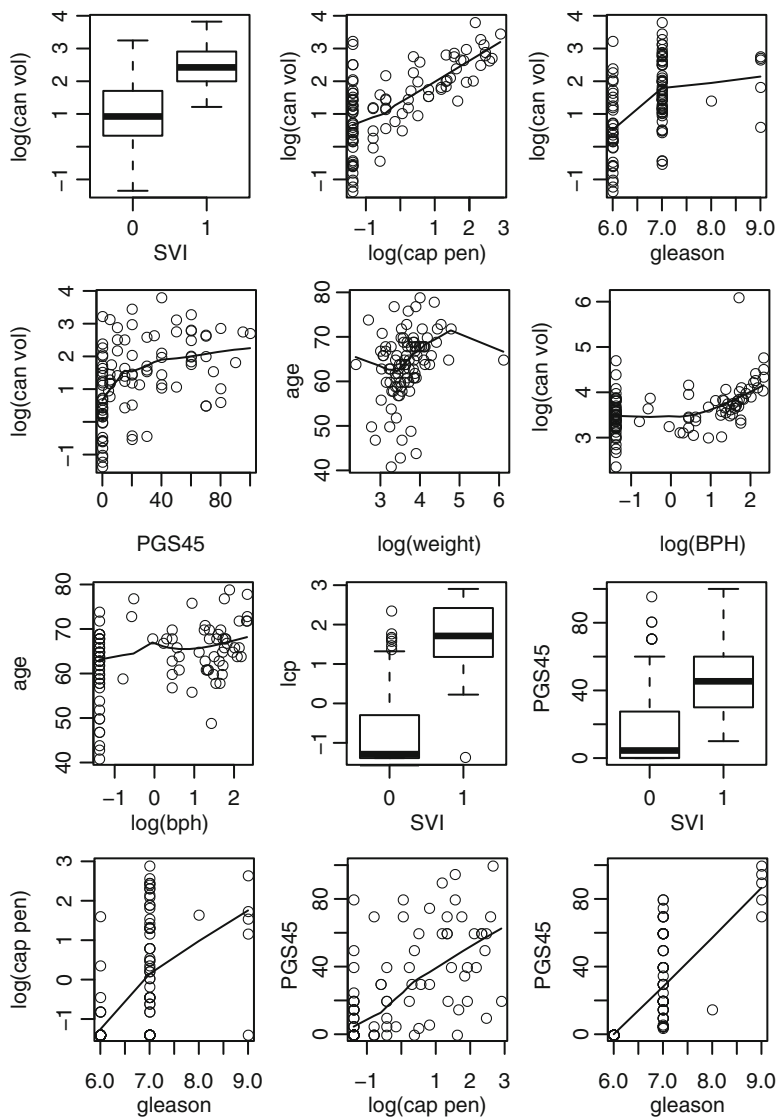 log(can vol)
4
3
2
1
−1
0 1
SVI
log(can vol)
4
3
2
1
−1
−1 1 2 3
log(cap pen)
log(can vol)
4
3
2
1
−1
6.0 7.0 8.0 9.0
gleason
log(can vol)
4
3
2
1
−1
0 40 80
PGS45
age
80
70
60
50
40
3 4 5 6
log(weight)
log(can vol)
6
5
4
3
−1 0 1 2
log(BPH)
age
80
70
60
50
40
−1 0 1 2
log(bph)
lcp
3
2
1
0
−1
0 1
SVI
PGS45
80
40
0
0 1
SVI
log(cap pen)
3
2
1
0
−1
6.0 7.0 8.0 9.0
gleason
PGS45
80
40
0
−1 1 2 3
log(cap pen)
PGS45
80
40
0
6.0 7.0 8.0 9.0
gleason